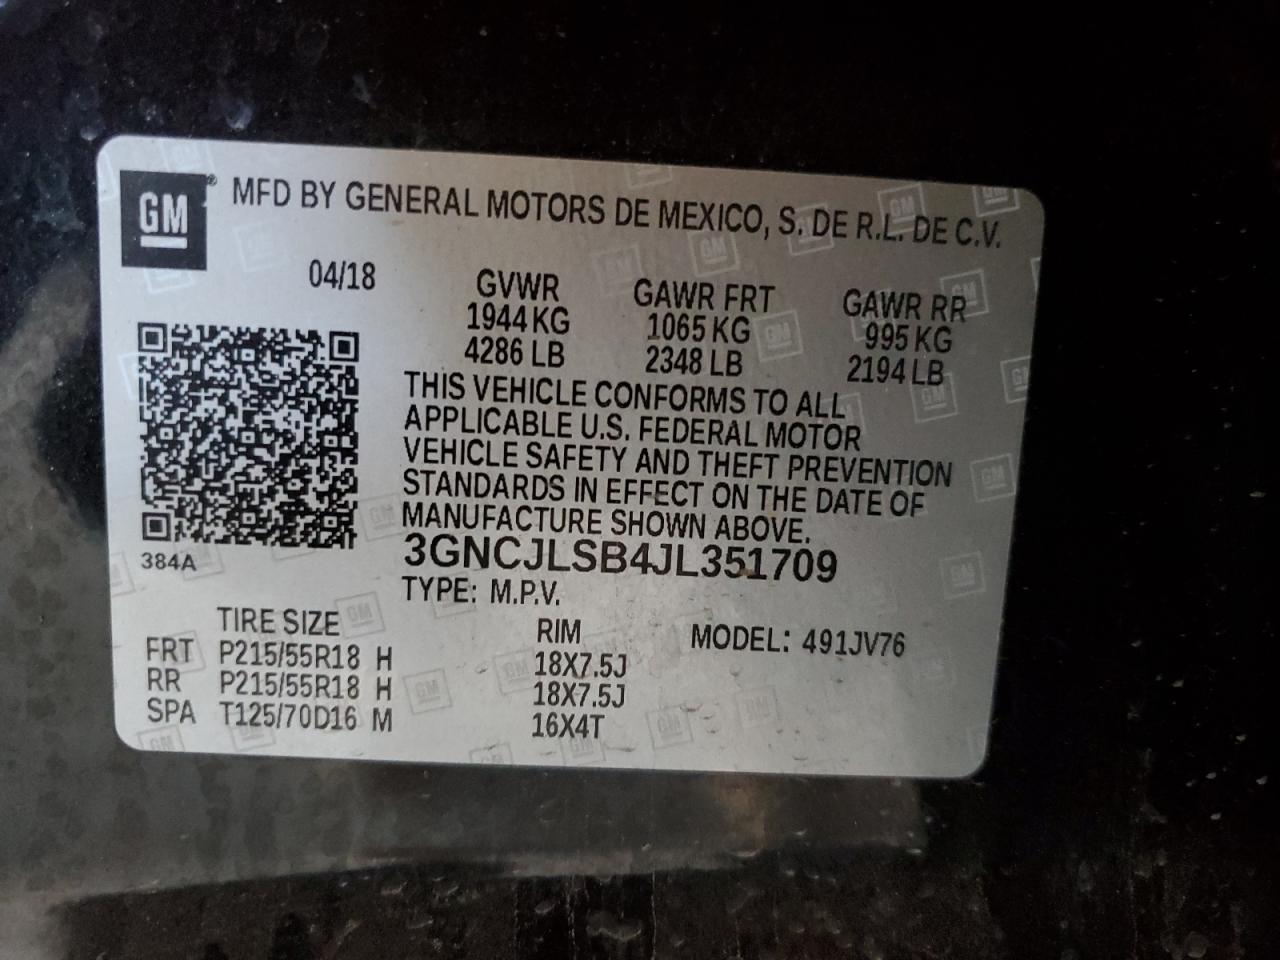 GM® MFD BY GENERAL MOTORS DE MEXICO, S. DE R.L. DE C.V.
04/18 GVWR GAWR FRT GAWR RR
1944 KG 1065 KG 995 KG
4286 LB 2348 LB 2194 LB
THIS VEHICLE CONFORMS TO ALL
APPLICABLE U.S. FEDERAL MOTOR
VEHICLE SAFETY AND THEFT PREVENTION
STANDARDS IN EFFECT ON THE DATE OF
MANUFACTURE SHOWN ABOVE.
3GNCJLSB4JL351709
384A
TYPE: M.P.V.
TIRE SIZE RIM MODEL: 491JV76
FRT P215/55R18 H 18X7.5J
RR P215/55R18 H 18X7.5J
SPA T125/70D16 M 16X4T